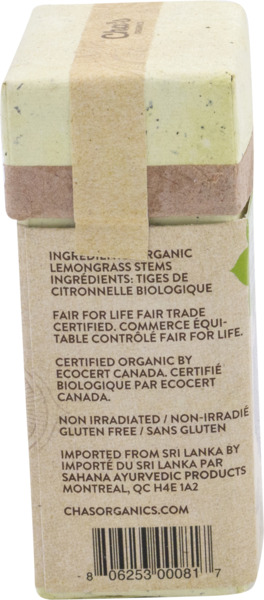 Cha's
ORGANICS
ORGANIC
LEMONGRASS STEMS
INGRÉDIENTS: TIGES DE
CITRONNELLE BIOLOGIQUE
FAIR FOR LIFE FAIR TRADE
CERTIFIED. COMMERCE ÉQUI-
TABLE CONTRÔLÉ FAIR FOR LIFE.
CERTIFIED ORGANIC BY
ECOCERT CANADA. CERTIFIÉ
BIOLOGIQUE PAR ECOCERT
CANADA.
NON IRRADIATED / NON-IRRADIÉ
GLUTEN FREE / SANS GLUTEN
IMPORTED FROM SRI LANKA BY
IMPORTÉ DU SRI LANKA PAR
SAHANA AYURVEDIC PRODUCTS
MONTREAL, QC H4E 1A2
CHASORGANICS.COM
8 06253 00081 7